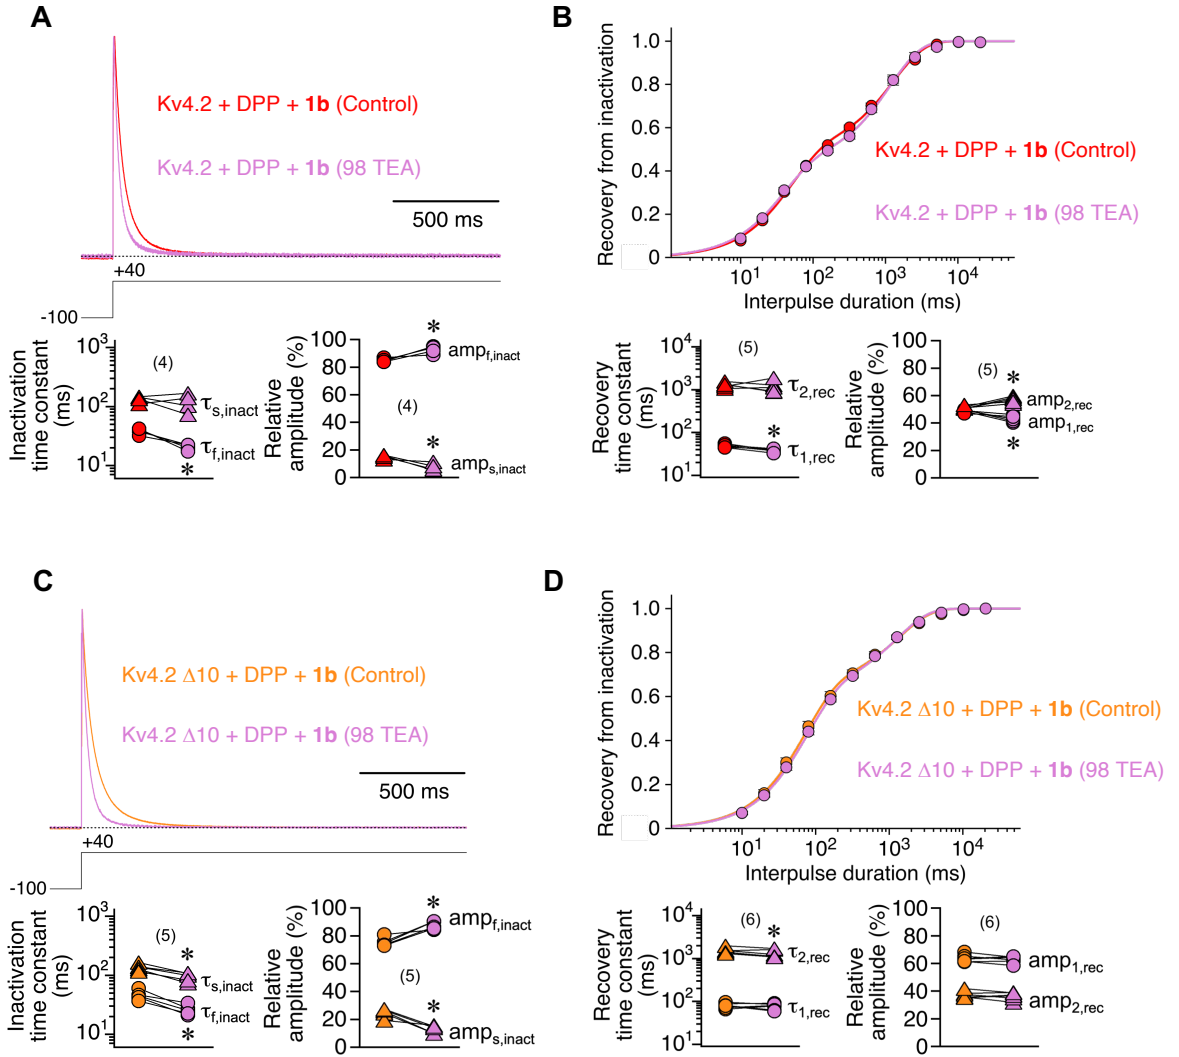 A
Kv4.2 + DPP + 1b (Control)
Kv4.2 + DPP + 1b (98 TEA)
500 ms
+40
-100
Inactivation
time constant
(ms)
10³
10²
10¹
(4)
τs,inact
τf,inact
*
Relative
amplitude (%)
100
80
60
40
20
0
*
ampf,inact
(4)
*
amps,inact
B
Recovery from inactivation
1.0
0.8
0.6
0.4
0.2
0
Kv4.2 + DPP + 1b (Control)
Kv4.2 + DPP + 1b (98 TEA)
10¹ 10² 10³ 10⁴
Interpulse duration (ms)
Recovery
time constant
(ms)
10⁴
10³
10²
10¹
(5)
τ2,rec
*
τ1,rec
Relative
amplitude (%)
100
80
60
40
20
0
(5)
*
amp2,rec
amp1,rec
*
C
Kv4.2 Δ10 + DPP + 1b (Control)
Kv4.2 Δ10 + DPP + 1b (98 TEA)
500 ms
+40
-100
Inactivation
time constant
(ms)
10³
10²
10¹
(5)
*
τs,inact
τf,inact
*
Relative
amplitude (%)
100
80
60
40
20
0
*
ampf,inact
(5)
*
amps,inact
D
Recovery from inactivation
1.0
0.8
0.6
0.4
0.2
0
Kv4.2 Δ10 + DPP + 1b (Control)
Kv4.2 Δ10 + DPP + 1b (98 TEA)
10¹ 10² 10³ 10⁴
Interpulse duration (ms)
Recovery
time constant
(ms)
10⁴
10³
10²
10¹
(6)
*
τ2,rec
τ1,rec
Relative
amplitude (%)
100
80
60
40
20
0
(6)
amp1,rec
amp2,rec